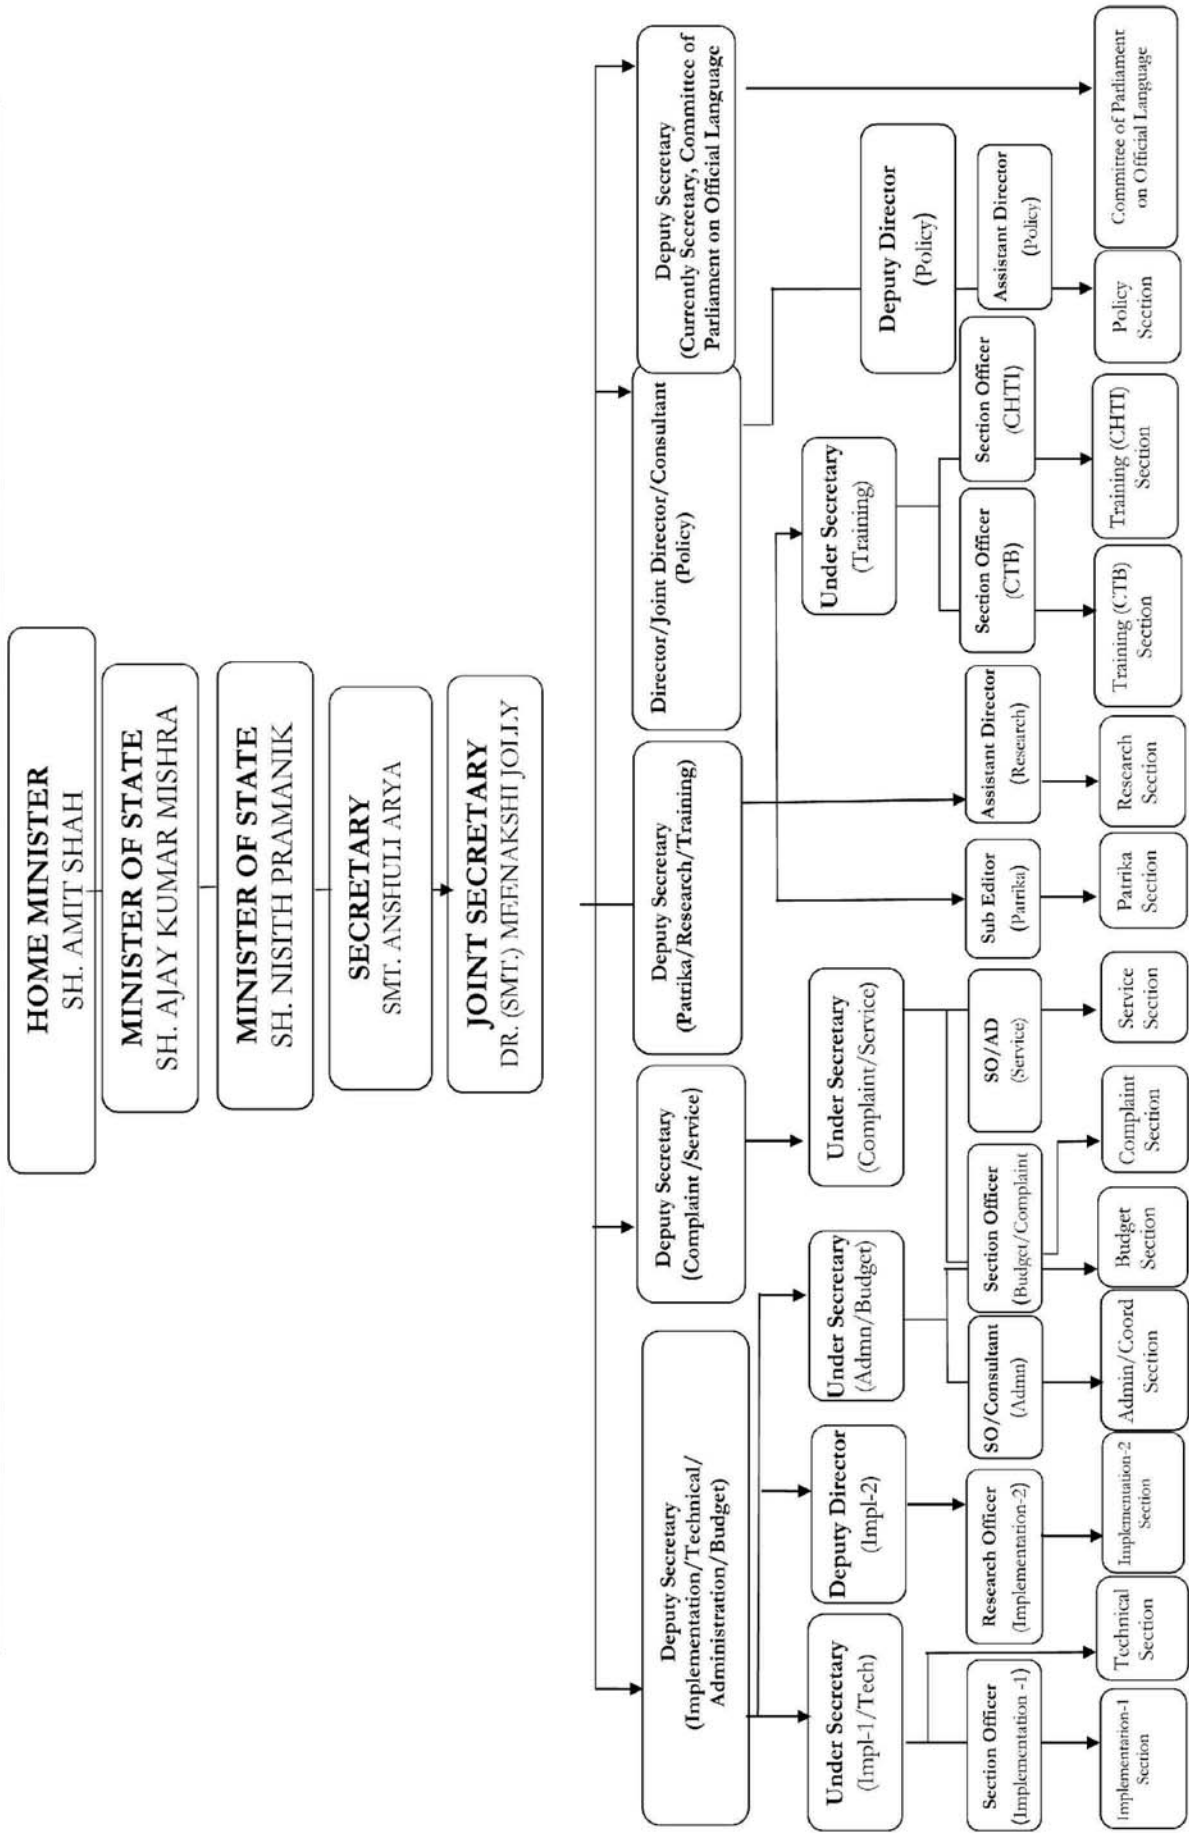 HOME MINISTER
SH. AMIT SHAH
MINISTER OF STATE
SH. AJAY KUMAR MISHRA
MINISTER OF STATE
SH. NISITH PRAMANIK
SECRETARY
SMT. ANSHULI ARYA
JOINT SECRETARY
DR. (SMT.) MEENAKSHI JOLLY
Deputy Secretary
(Implementation/Technical/
Administration/Budget)
Deputy Secretary
(Complaint /Service)
Deputy Secretary
(Patrika/Research/Training)
Director/Joint Director/Consultant
(Policy)
Deputy Secretary
(Currently Secretary, Committee of
Parliament on Official Language
Under Secretary
(Impl-1/Tech)
Deputy Director
(Impl-2)
Under Secretary
(Admn/Budget)
Under Secretary
(Complaint/Service)
Under Secretary
(Training)
Deputy Director
(Policy)
Section Officer
(Implementation -1)
Research Officer
(Implementation-2)
SO/Consultant
(Admn)
Section Officer
(Budget/Complaint
SO/AD
(Service)
Sub Editor
(Patrika)
Assistant Director
(Research)
Section Officer
(CTB)
Section Officer
(CHTI)
Assistant Director
(Policy)
Implementation-1
Section
Technical
Section
Implementation-2
Section
Admin/Coord
Section
Budget
Section
Complaint
Section
Service
Section
Patrika
Section
Research
Section
Training (CTB)
Section
Training (CHTI)
Section
Policy
Section
Committee of Parliament
on Official Language